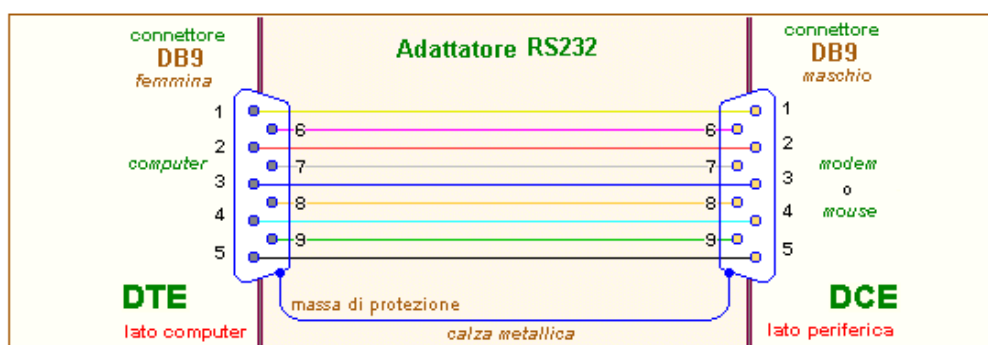 connettore
DB9
femmina
Adattatore RS232
connettore
DB9
maschio
1
6
2
7
3
8
4
9
5
computer
6
7
8
9
1
2
3
4
5
modem
o
mouse
DTE
lato computer
massa di protezione
calza metallica
DCE
lato periferica